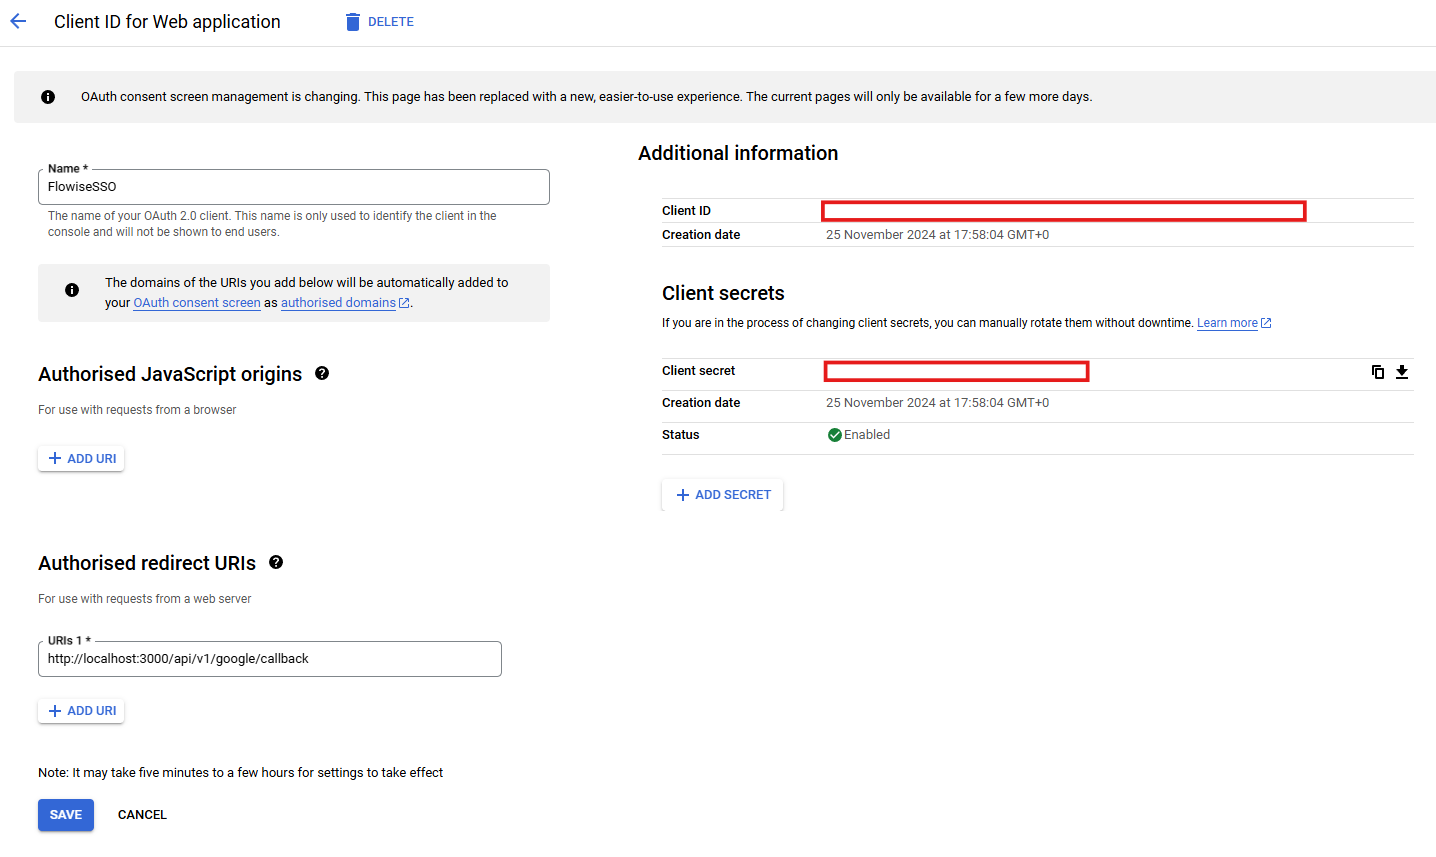 Client ID for Web application
DELETE
OAuth consent screen management is changing. This page has been replaced with a new, easier-to-use experience. The current pages will only be available for a few more days.
Name *
FlowiseSSO
The name of your OAuth 2.0 client. This name is only used to identify the client in the
console and will not be shown to end users.
The domains of the URIs you add below will be automatically added to
your OAuth consent screen as authorised domains.
Authorised JavaScript origins
For use with requests from a browser
ADD URI
Authorised redirect URIs
For use with requests from a web server
URIs 1 *
http://localhost:3000/api/v1/google/callback
ADD URI
Note: It may take five minutes to a few hours for settings to take effect
SAVE
CANCEL
Additional information
Client ID
Creation date 25 November 2024 at 17:58:04 GMT+0
Client secrets
If you are in the process of changing client secrets, you can manually rotate them without downtime. Learn more
Client secret
Creation date 25 November 2024 at 17:58:04 GMT+0
Status Enabled
ADD SECRET